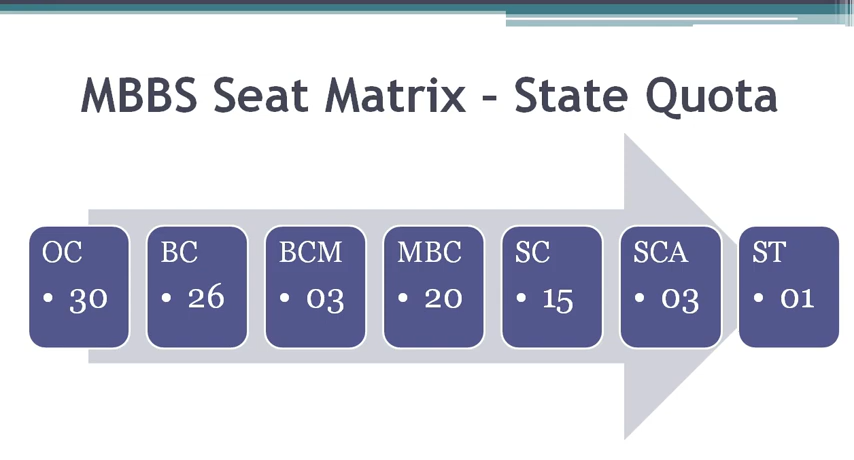 MBBS Seat Matrix – State Quota
OC
• 30
BC
• 26
BCM
• 03
MBC
• 20
SC
• 15
SCA
• 03
ST
• 01